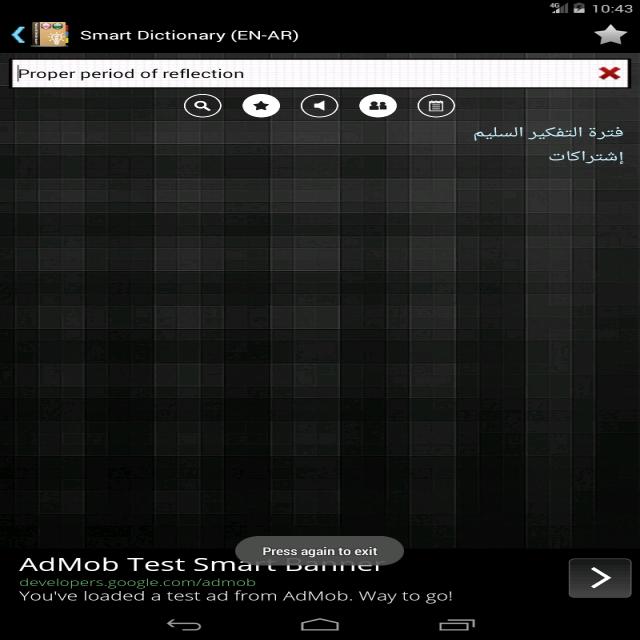 4G 10:43
Smart Dictionary (EN-AR)
Proper period of reflection
فترة التفكير السليم
إشتراكات
Press again to exit
AdMob Test Smart Banner
developers.google.com/admob
You've loaded a test ad from AdMob. Way to go!